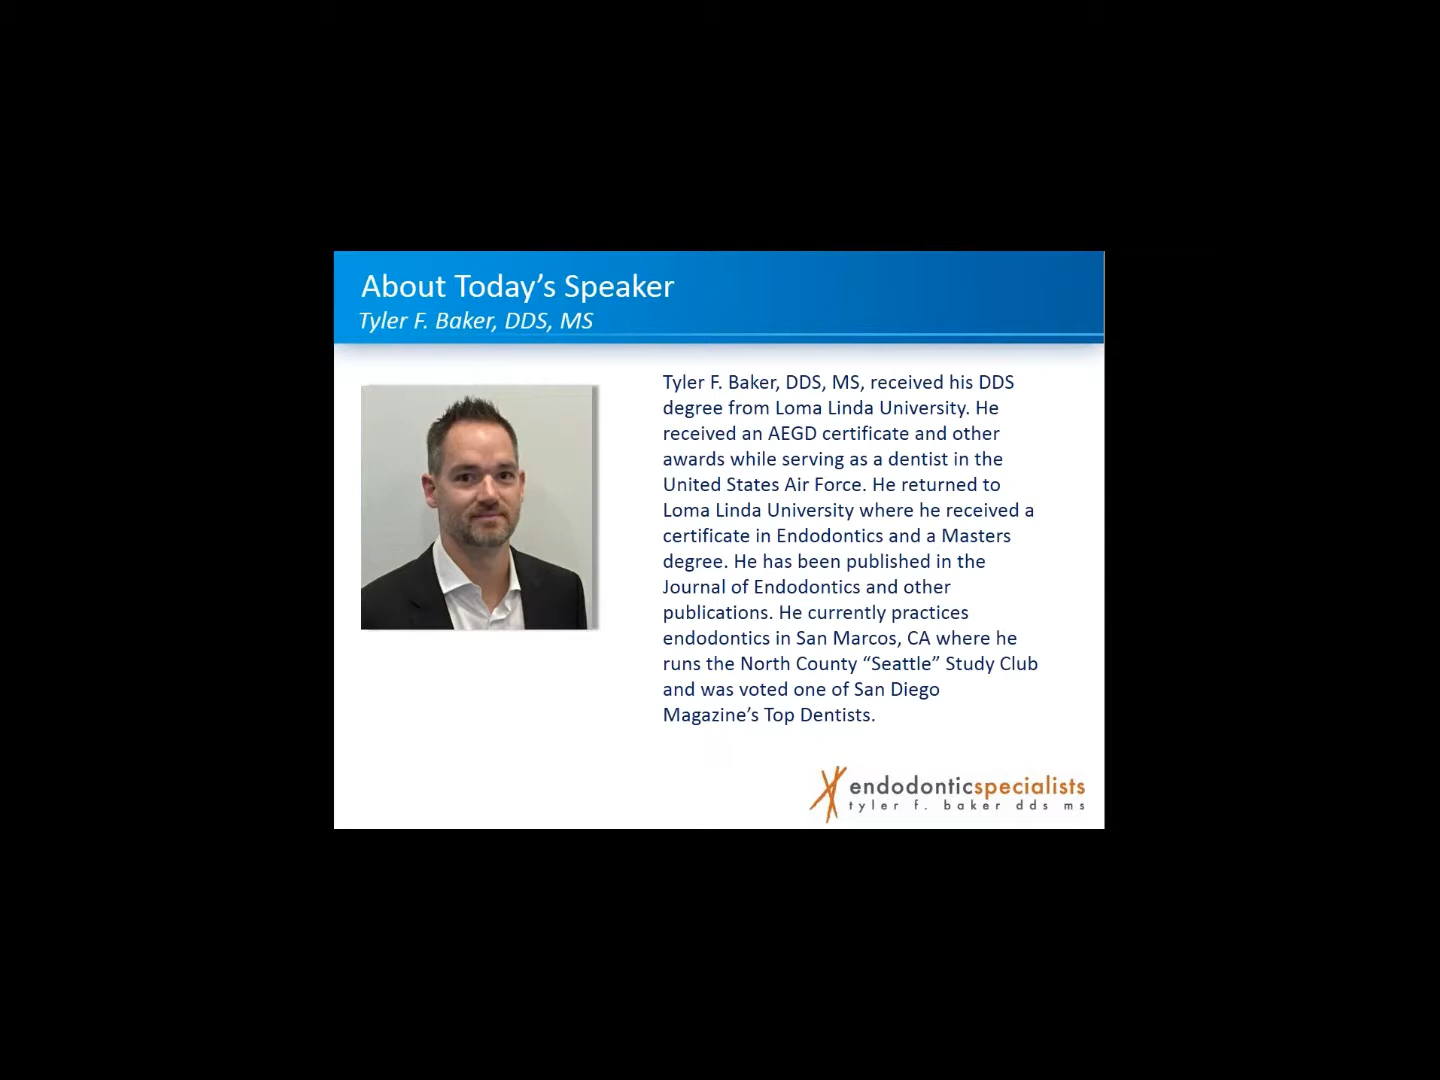 About Today’s Speaker
Tyler F. Baker, DDS, MS
Tyler F. Baker, DDS, MS, received his DDS
degree from Loma Linda University. He
received an AEGD certificate and other
awards while serving as a dentist in the
United States Air Force. He returned to
Loma Linda University where he received a
certificate in Endodontics and a Masters
degree. He has been published in the
Journal of Endodontics and other
publications. He currently practices
endodontics in San Marcos, CA where he
runs the North County “Seattle” Study Club
and was voted one of San Diego
Magazine’s Top Dentists.
endodonticspecialists
tyler f. baker dds ms